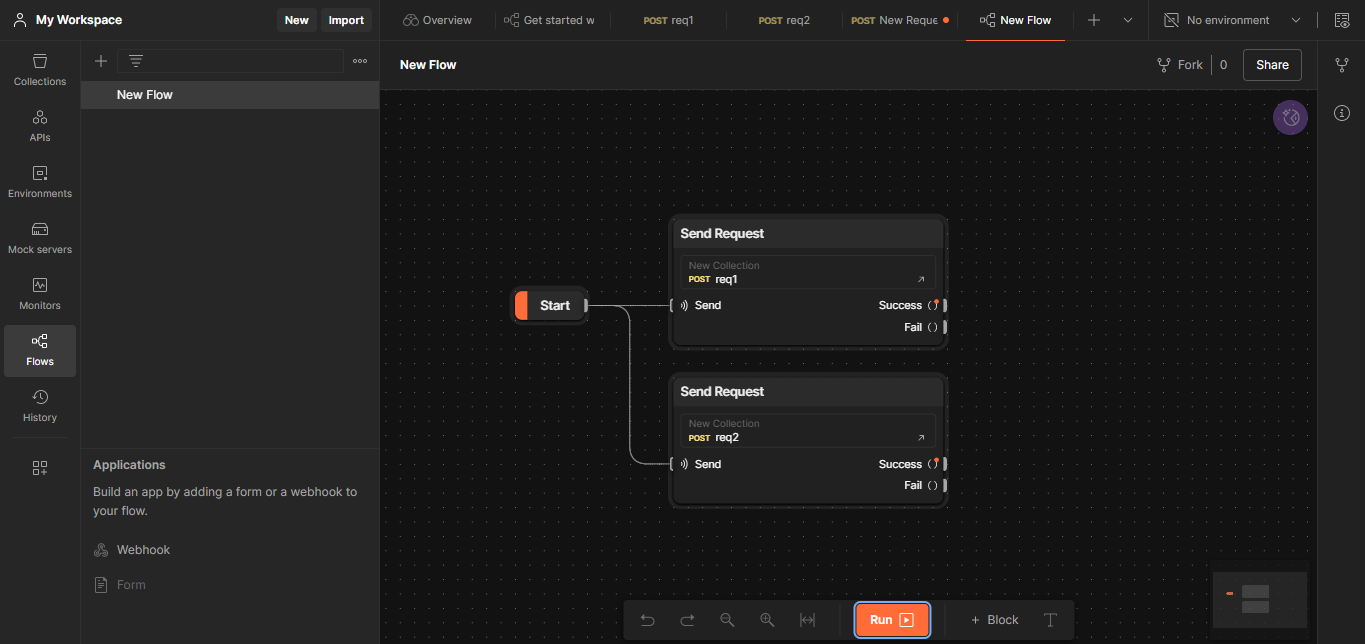 My Workspace
New
Import
Overview
Get started w
POST req1
POST req2
POST New Reque
New Flow
No environment
Collections
APIs
Environments
Mock servers
Monitors
Flows
History
New Flow
New Flow
Fork
0
Share
Start
Send Request
New Collection
POST req1
Send
Success
Fail
Send Request
New Collection
POST req2
Send
Success
Fail
Applications
Build an app by adding a form or a webhook to
your flow.
Webhook
Form
Run
+ Block